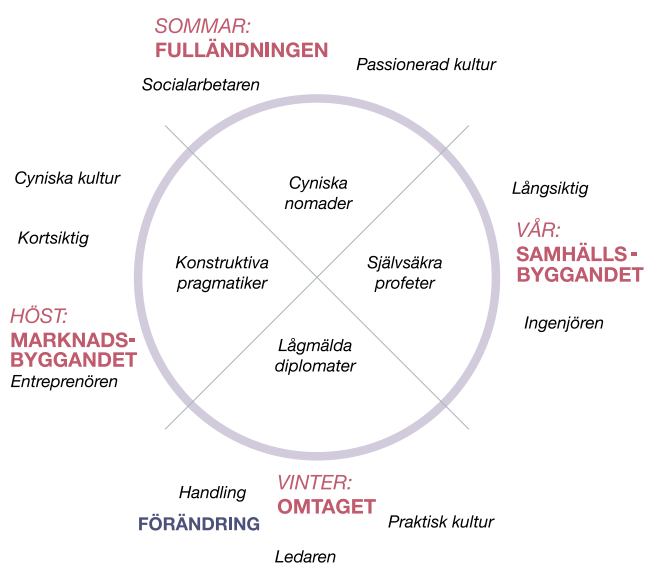 SOMMAR:
FULLÄNDNINGEN
Passionerad kultur
Socialarbetaren
Cyniska kultur
Cyniska
nomader
Långsiktig
Kortsiktig
VÅR:
SAMHÄLLS-
BYGGANDET
Konstruktiva
pragmatiker
Självsäkra
profeter
HÖST:
MARKNADS-
BYGGANDET
Entreprenören
Ingenjören
Lågmälda
diplomater
VINTER:
OMTAGET
Handling
FÖRÄNDRING
Praktisk kultur
Ledaren